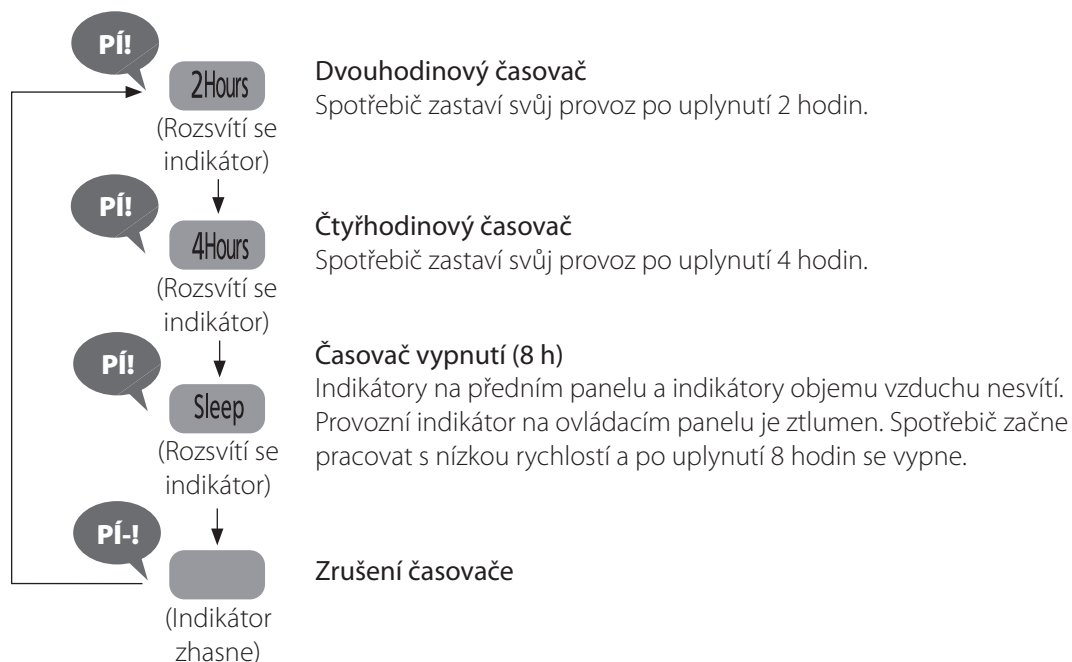 PÍ!
2Hours
(Rozsvítí se
indikátor)
Dvouhodinový časovač
Spotřebič zastaví svůj provoz po uplynutí 2 hodin.
PÍ!
4Hours
(Rozsvítí se
indikátor)
Čtyřhodinový časovač
Spotřebič zastaví svůj provoz po uplynutí 4 hodin.
PÍ!
Sleep
(Rozsvítí se
indikátor)
Časovač vypnutí (8 h)
Indikátory na předním panelu a indikátory objemu vzduchu nesvítí.
Provozní indikátor na ovládacím panelu je ztlumen. Spotřebič začne
pracovat s nízkou rychlostí a po uplynutí 8 hodin se vypne.
PÍ-!
(Indikátor
zhasne)
Zrušení časovače